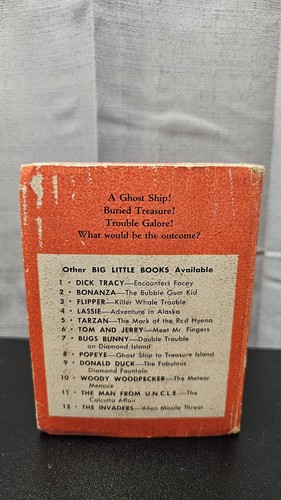 A Ghost Ship!
Buried Treasure!
Trouble Galore!
What would be the outcome?
Other BIG LITTLE BOOKS Available
1 • DICK TRACY—Encounters Facey
2 • BONANZA—The Bubble Gum Kid
3 • FLIPPER—Killer Whale Trouble
4 • LASSIE—Adventure in Alaska
5 • TARZAN—The Mark of the Red Hyena
6 • TOM AND JERRY—Meet Mr. Fingers
7 • BUGS BUNNY—Double Trouble
on Diamond Island
8 • POPEYE—Ghost Ship to Treasure Island
9 • DONALD DUCK—The Fabulous
Diamond Fountain
10 • WOODY WOODPECKER—The Meteor
Menace
11 • THE MAN FROM U.N.C.L.E—The
Calcutta Affair
12 • THE INVADERS—Alien Missile Threat